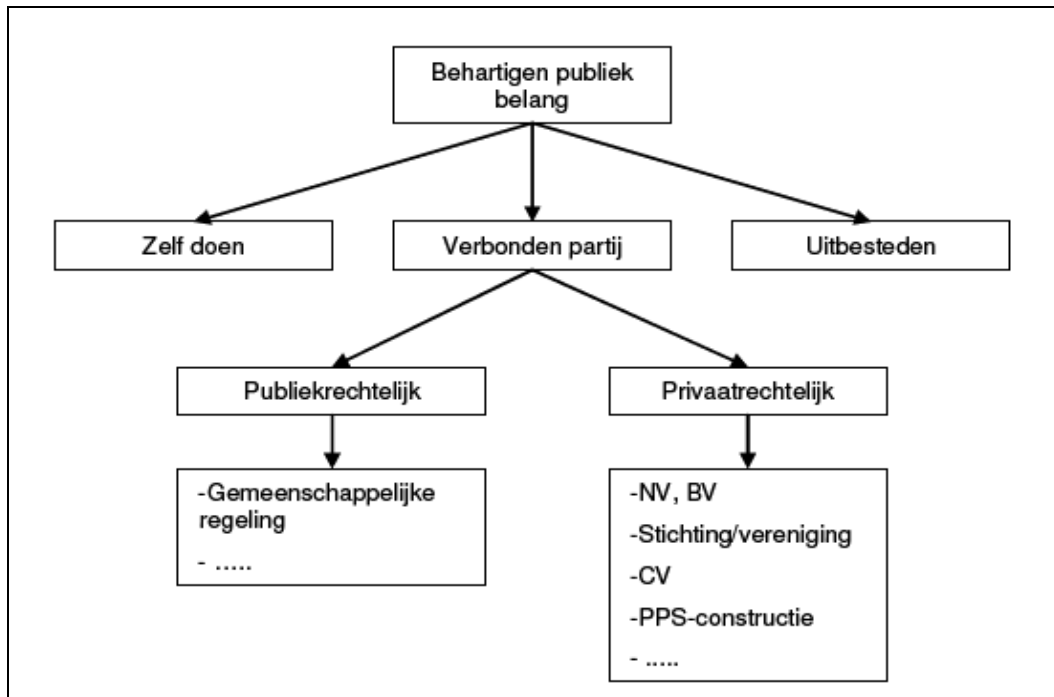 Behartigen publiek
belang
Zelf doen
Verbonden partij
Uitbesteden
Publiekrechtelijk
Privaatrechtelijk
-Gemeenschappelijke
regeling
- .....
-NV, BV
-Stichting/vereniging
-CV
-PPS-constructie
- .....